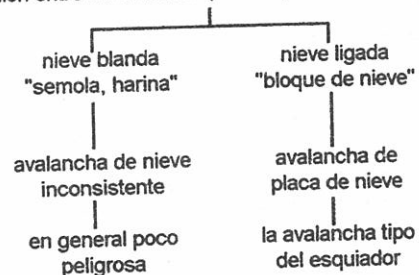 nieve blanda
"semola, harina"
nieve ligada
"bloque de nieve"
avalancha de nieve
inconsistente
avalancha de
placa de nieve
en general poco
peligrosa
la avalancha tipo
del esquiador